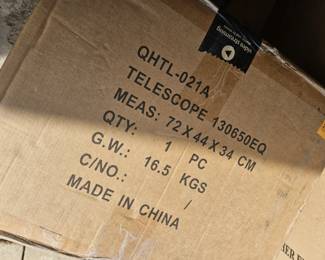 QHTL-021A
TELESCOPE 130650EQ
MEAS: 72 X 44 X 34 CM
QTY: 1 PC
G.W.: 16.5 KGS
C/NO.: /
MADE IN CHINA